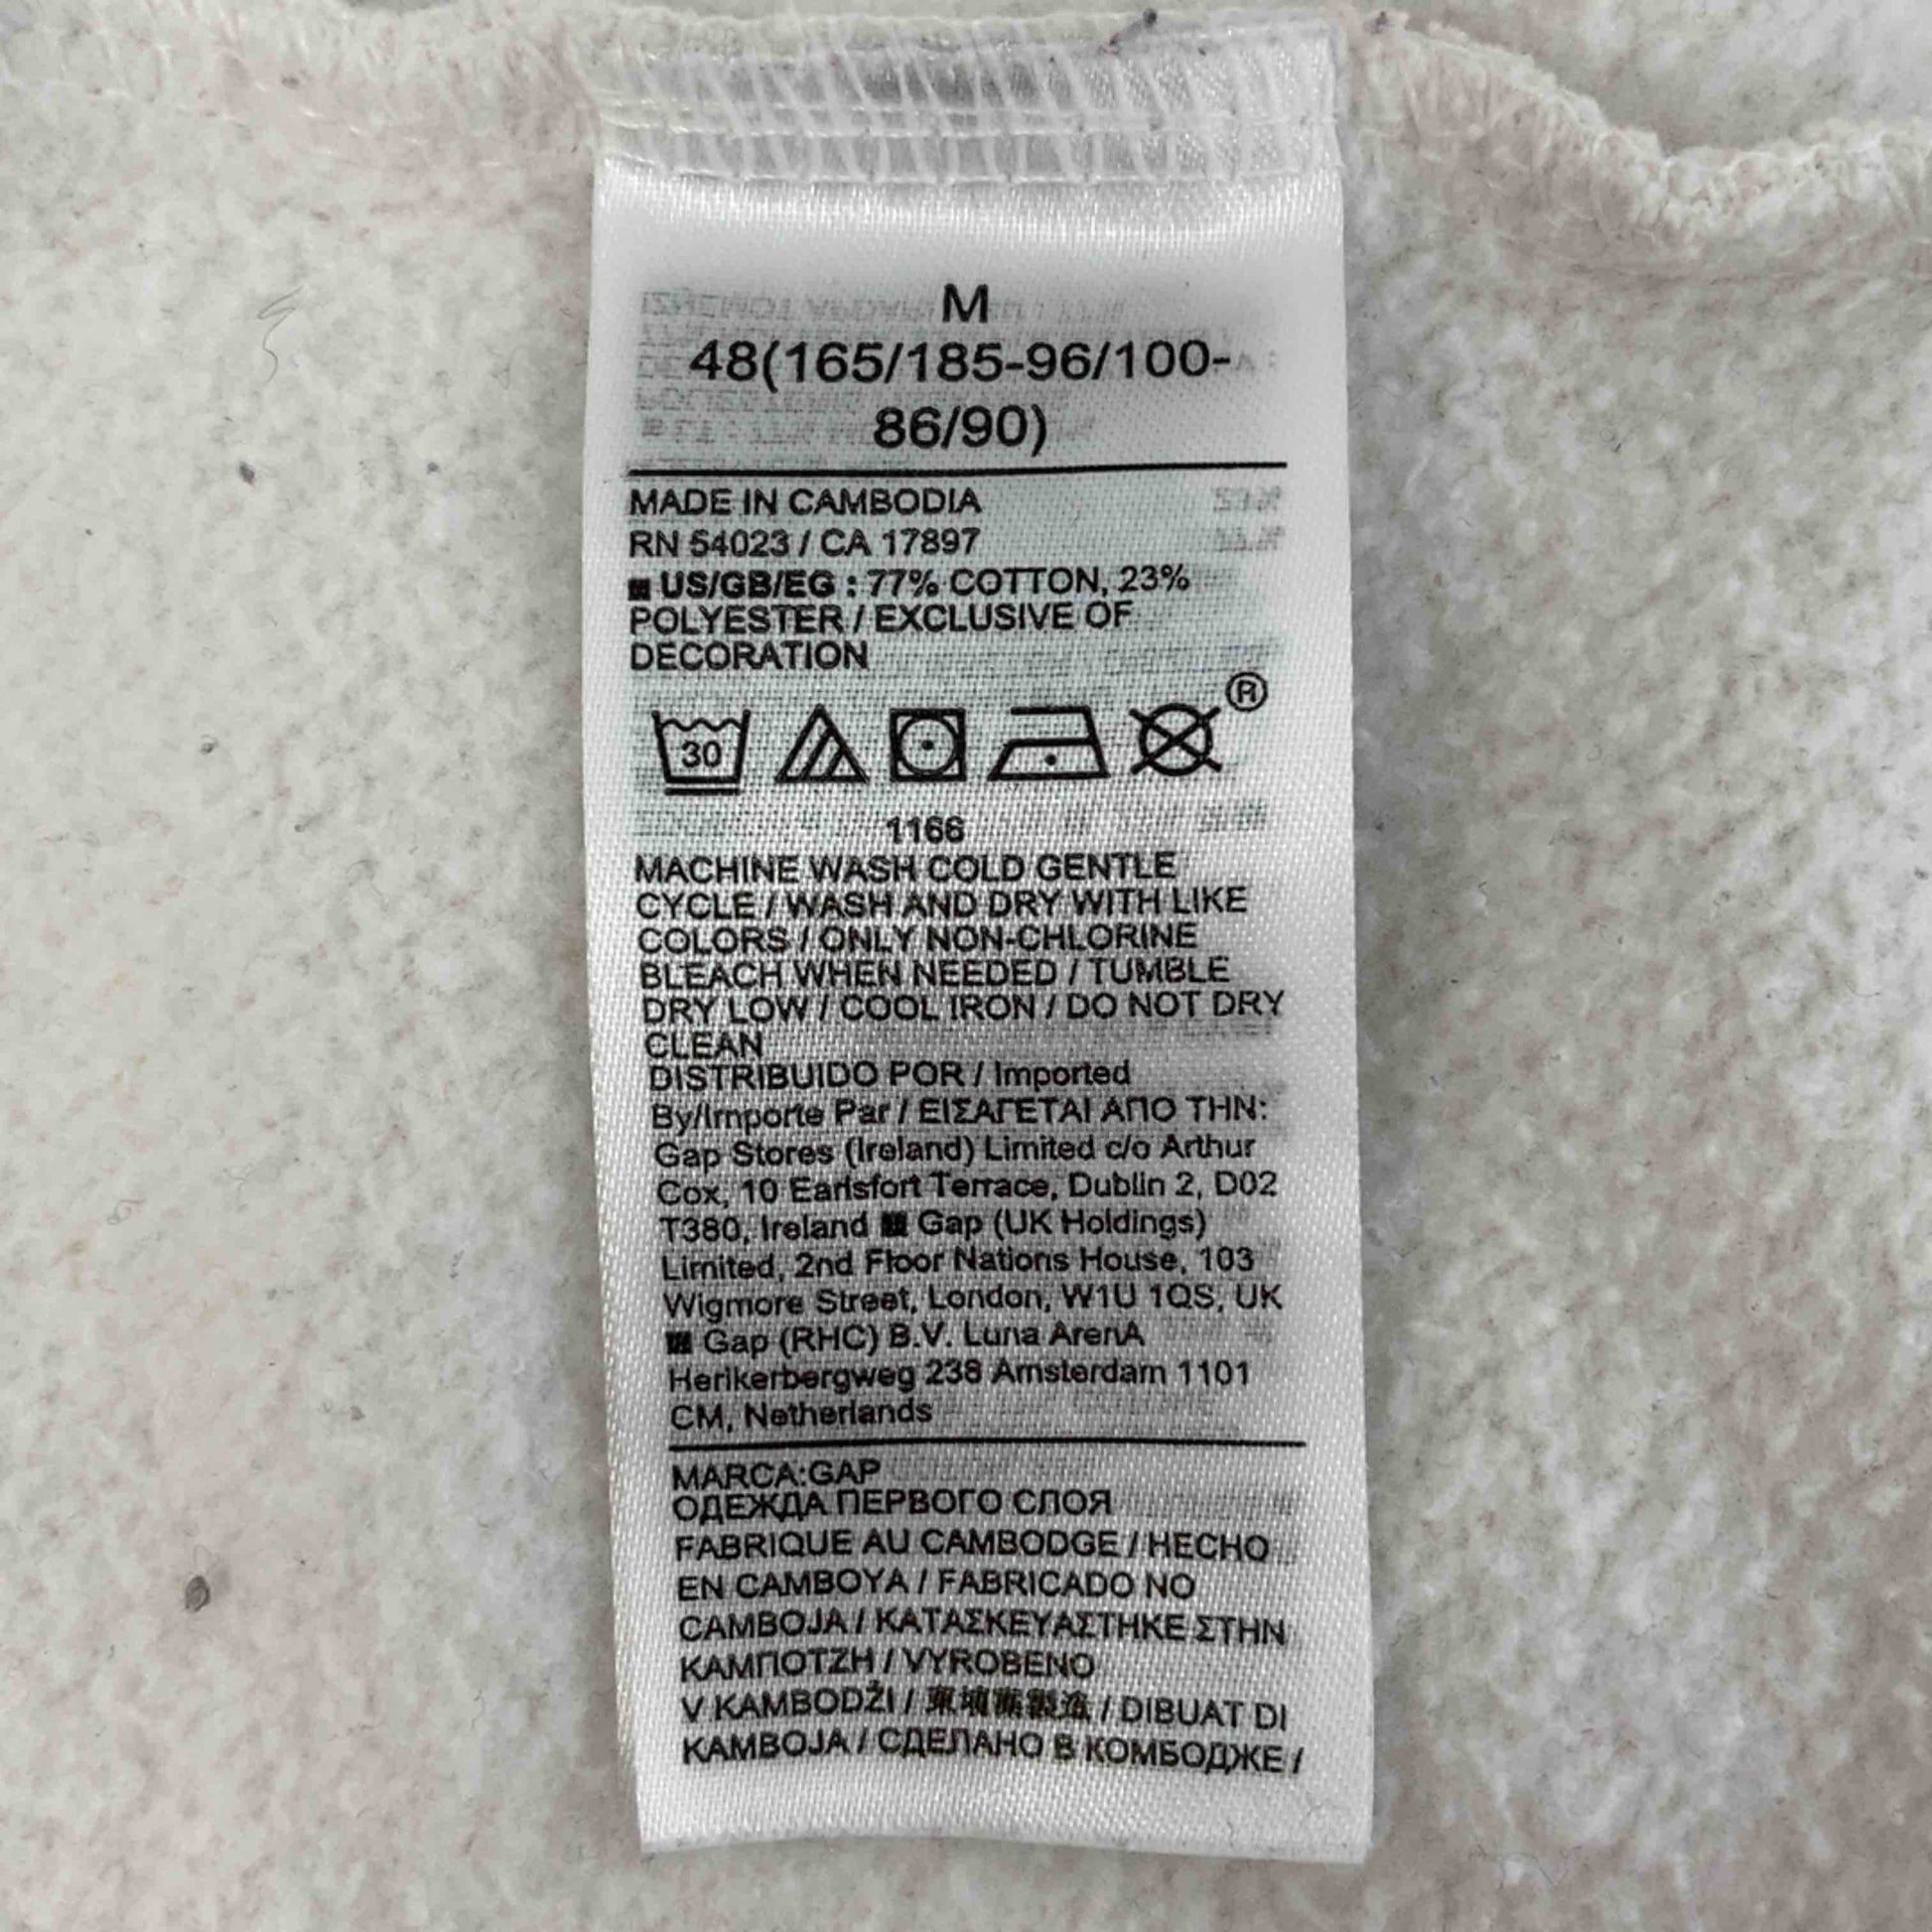 M
48(165/185-96/100-
86/90)
MADE IN CAMBODIA
RN 54023 / CA 17897
■ US/GB/EG : 77% COTTON, 23%
POLYESTER / EXCLUSIVE OF
DECORATION
30
®
1166
MACHINE WASH COLD GENTLE
CYCLE / WASH AND DRY WITH LIKE
COLORS / ONLY NON-CHLORINE
BLEACH WHEN NEEDED / TUMBLE
DRY LOW / COOL IRON / DO NOT DRY
CLEAN
DISTRIBUIDO POR / Imported
By/Importe Par / ΕΙΣΑΓΕΤΑΙ ΑΠΟ ΤΗΝ:
Gap Stores (Ireland) Limited c/o Arthur
Cox, 10 Earlsfort Terrace, Dublin 2, D02
T380, Ireland ■ Gap (UK Holdings)
Limited, 2nd Floor Nations House, 103
Wigmore Street, London, W1U 1QS, UK
■ Gap (RHC) B.V. Luna ArenA
Herikerbergweg 238 Amsterdam 1101
CM, Netherlands
MARCA:GAP
ОДЕЖДА ПЕРВОГО СЛОЯ
FABRIQUE AU CAMBODGE / HECHO
EN CAMBOYA / FABRICADO NO
CAMBOJA / ΚΑΤΑΣΚΕΥΑΣΤΗΚΕ ΣΤΗΝ
ΚΑΜΠΟΤΖΗ / VYROBENO
V KAMBODŽI / 柬埔寨製造 / DIBUAT DI
KAMBOJA / СДЕЛАНО В КОМБОДЖЕ /